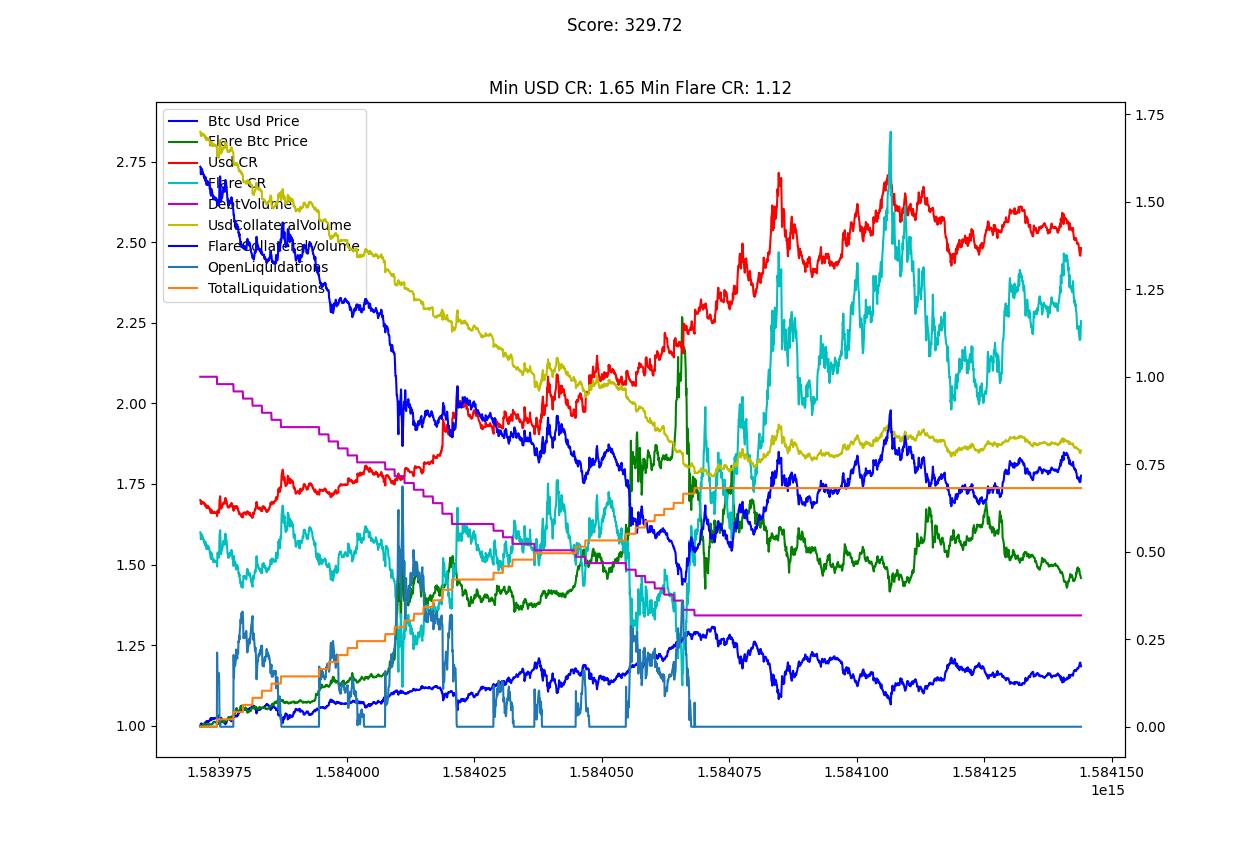 Score: 329.72
Min USD CR: 1.65 Min Flare CR: 1.12
Btc Usd Price
Flare Btc Price
Usd CR
Flare CR
DebtVolume
UsdCollateralVolume
FlareCollateralVolume
OpenLiquidations
TotalLiquidations
2.75
2.50
2.25
2.00
1.75
1.50
1.25
1.00
1.75
1.50
1.25
1.00
0.75
0.50
0.25
0.00
1.583975
1.584000
1.584025
1.584050
1.584075
1.584100
1.584125
1.584150
1e15